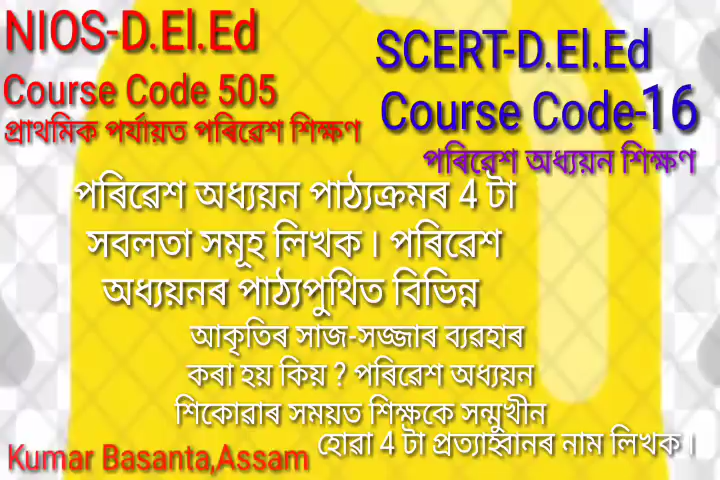 NIOS-D.El.Ed
Course Code 505
প্ৰাথমিক পৰ্যায়ত পৰিৱেশ শিক্ষণ
SCERT-D.El.Ed
Course Code-16
পৰিৱেশ অধ্যয়ন শিক্ষণ
পৰিৱেশ অধ্যয়ন পাঠ্যক্ৰমৰ 4 টা
সবলতা সমূহ লিখক। পৰিৱেশ
অধ্যয়নৰ পাঠ্যপুথিত বিভিন্ন
আকৃতিৰ সাজ-সজ্জাৰ ব্যৱহাৰ
কৰা হয় কিয় ? পৰিৱেশ অধ্যয়ন
শিকোৱাৰ সময়ত শিক্ষকে সন্মুখীন
হোৱা 4 টা প্ৰত্যাহ্বানৰ নাম লিখক।
Kumar Basanta,Assam